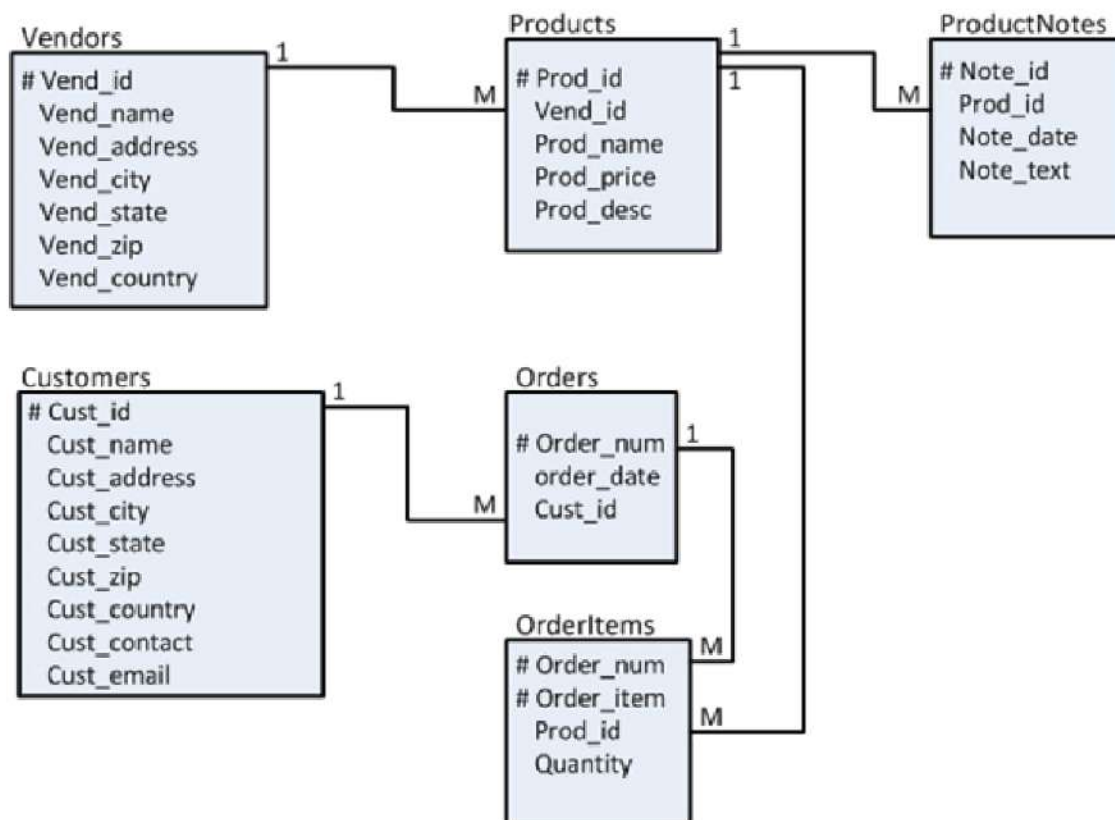 Vendors
# Vend_id
Vend_name
Vend_address
Vend_city
Vend_state
Vend_zip
Vend_country
1
M
Products
# Prod_id
Vend_id
Prod_name
Prod_price
Prod_desc
1
1
M
ProductNotes
# Note_id
Prod_id
Note_date
Note_text
Customers
# Cust_id
Cust_name
Cust_address
Cust_city
Cust_state
Cust_zip
Cust_country
Cust_contact
Cust_email
1
M
Orders
# Order_num
order_date
Cust_id
1
OrderItems
# Order_num
# Order_item
Prod_id
Quantity
M
M